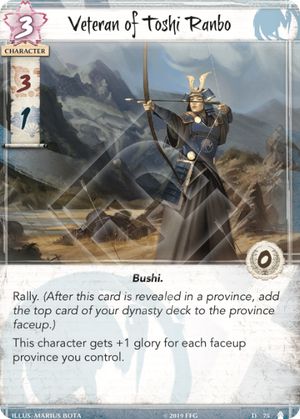 Veteran of Toshi Ranbo
3
CHARACTER
3
1
0
Bushi.
Rally. (After this card is revealed in a province, add
the top card of your dynasty deck to the province
faceup.)
This character gets +1 glory for each faceup
province you control.
ILLUS-MARIUS BOTA
©2019 FFG
D 75